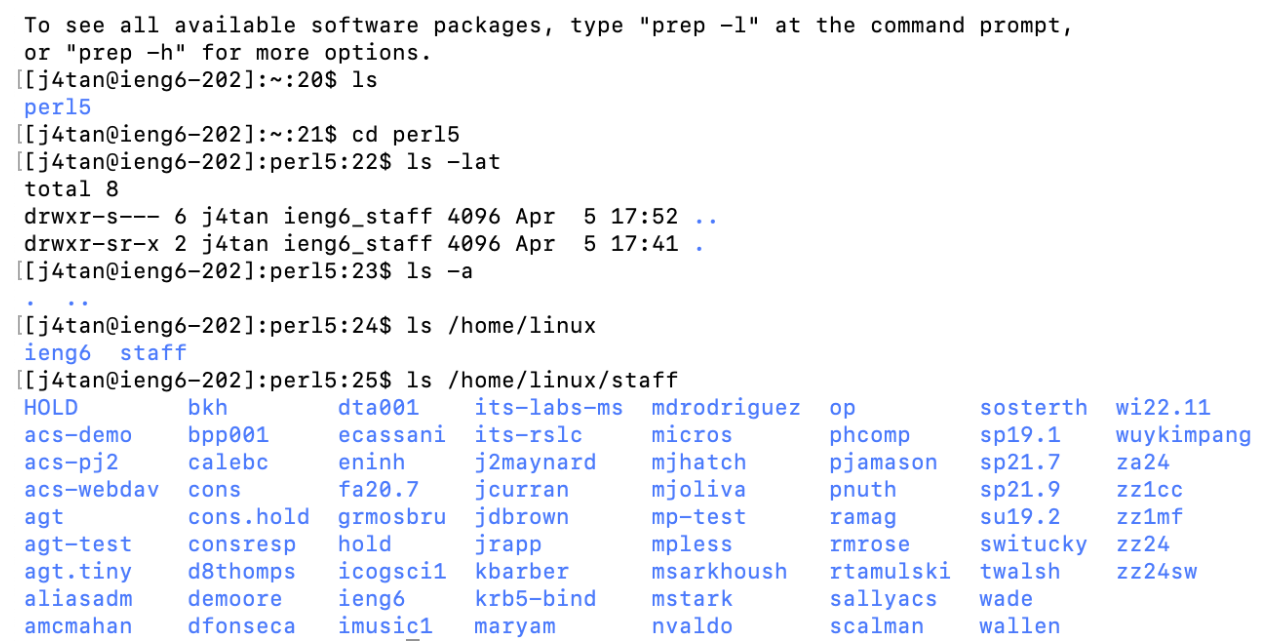 To see all available software packages, type "prep -l" at the command prompt,
or "prep -h" for more options.
[[j4tan@ieng6-202]:~:20$ ls
perl5
[[j4tan@ieng6-202]:~:21$ cd perl5
[[j4tan@ieng6-202]:perl5:22$ ls -lat
total 8
drwxr-s--- 6 j4tan ieng6_staff 4096 Apr  5 17:52 ..
drwxr-sr-x 2 j4tan ieng6_staff 4096 Apr  5 17:41 .
[[j4tan@ieng6-202]:perl5:23$ ls -a
.  ..
[[j4tan@ieng6-202]:perl5:24$ ls /home/linux
ieng6  staff
[[j4tan@ieng6-202]:perl5:25$ ls /home/linux/staff
HOLD        bkh        dta001    its-labs-ms  mdrodriguez  op         sosterth  wi22.11
acs-demo    bpp001     ecassani  its-rslc     micros       phcomp     sp19.1    wuykimpang
acs-pj2     calebc     eninh     j2maynard    mjhatch      pjamason   sp21.7    za24
acs-webdav  cons       fa20.7    jcurran      mjoliva      pnuth      sp21.9    zz1cc
agt         cons.hold  grmosbru  jdbrown      mp-test      ramag      su19.2    zz1mf
agt-test    consresp   hold      jrapp        mpless       rmrose     switucky  zz24
agt.tiny    d8thomps   icogsci1  kbarber      msarkhoush   rtamulski  twalsh    zz24sw
aliasadm    demoore    ieng6     krb5-bind    mstark       sallyacs   wade
amcmahan    dfonseca   imusic1   maryam       nvaldo       scalman    wallen